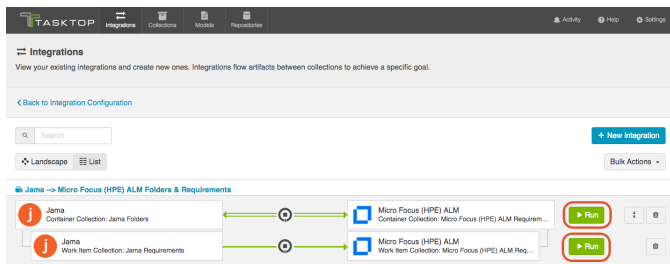 TASKTOP
Integrations
Collections
Models
Repositories
Activity
Help
Settings
Integrations
View your existing integrations and create new ones. Integrations flow artifacts between collections to achieve a specific goal.
Back to Integration Configuration
Search
+ New Integration
Landscape
List
Bulk Actions
Jama --> Micro Focus (HPE) ALM Folders & Requirements
Jama
Container Collection: Jama Folders
Micro Focus (HPE) ALM
Container Collection: Micro Focus (HPE) ALM Requirem...
Run
Jama
Work Item Collection: Jama Requirements
Micro Focus (HPE) ALM
Work Item Collection: Micro Focus (HPE) ALM Req...
Run